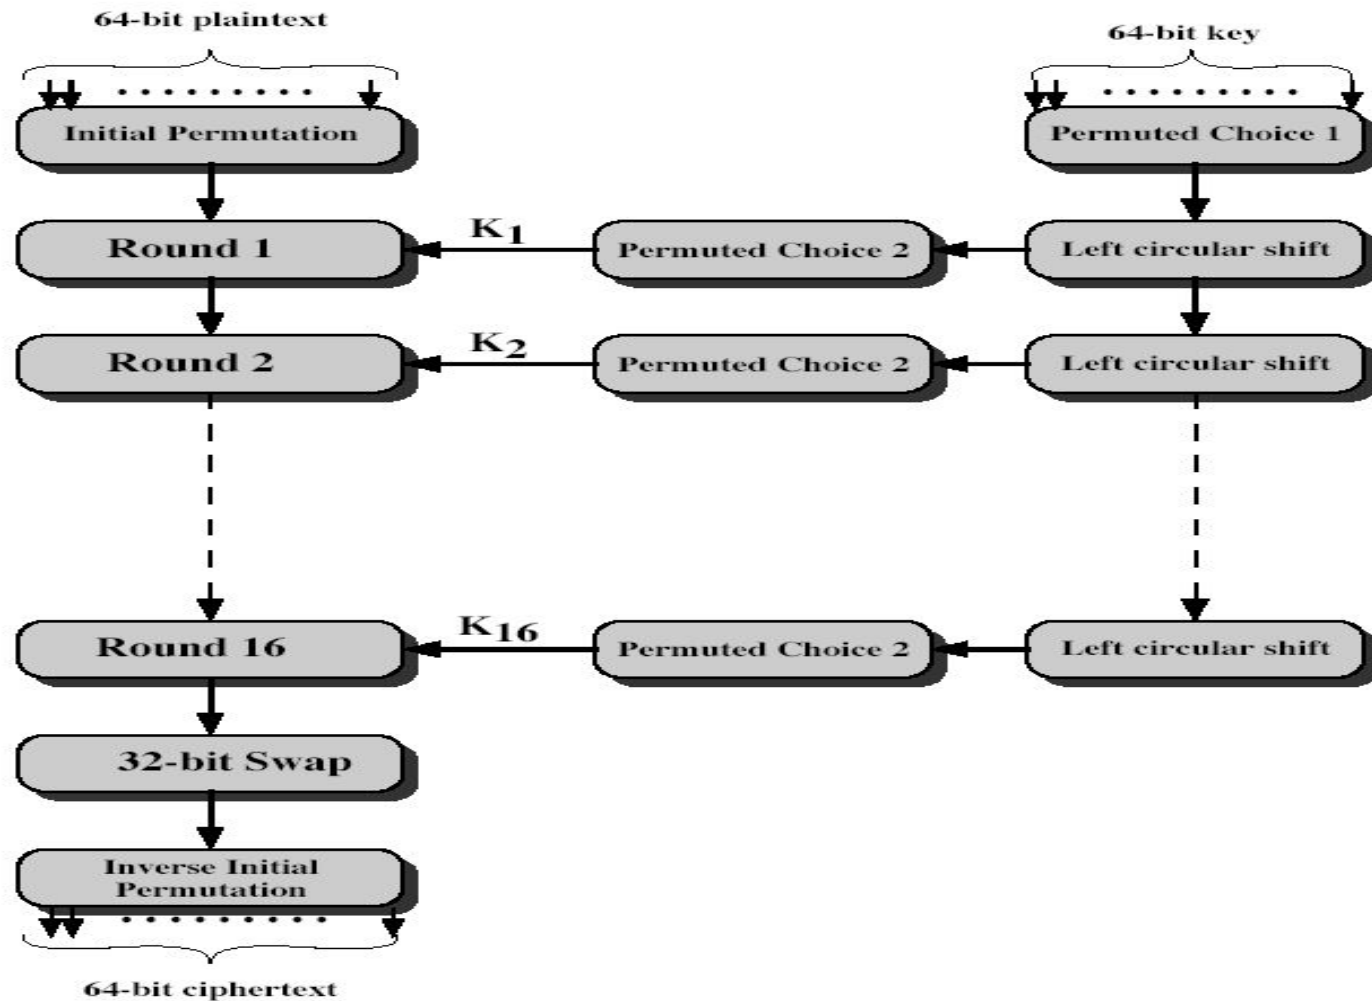 64-bit plaintext
64-bit key
Initial Permutation
Permuted Choice 1
Round 1
K1
Permuted Choice 2
Left circular shift
Round 2
K2
Permuted Choice 2
Left circular shift
Round 16
K16
Permuted Choice 2
Left circular shift
32-bit Swap
Inverse Initial
Permutation
64-bit ciphertext